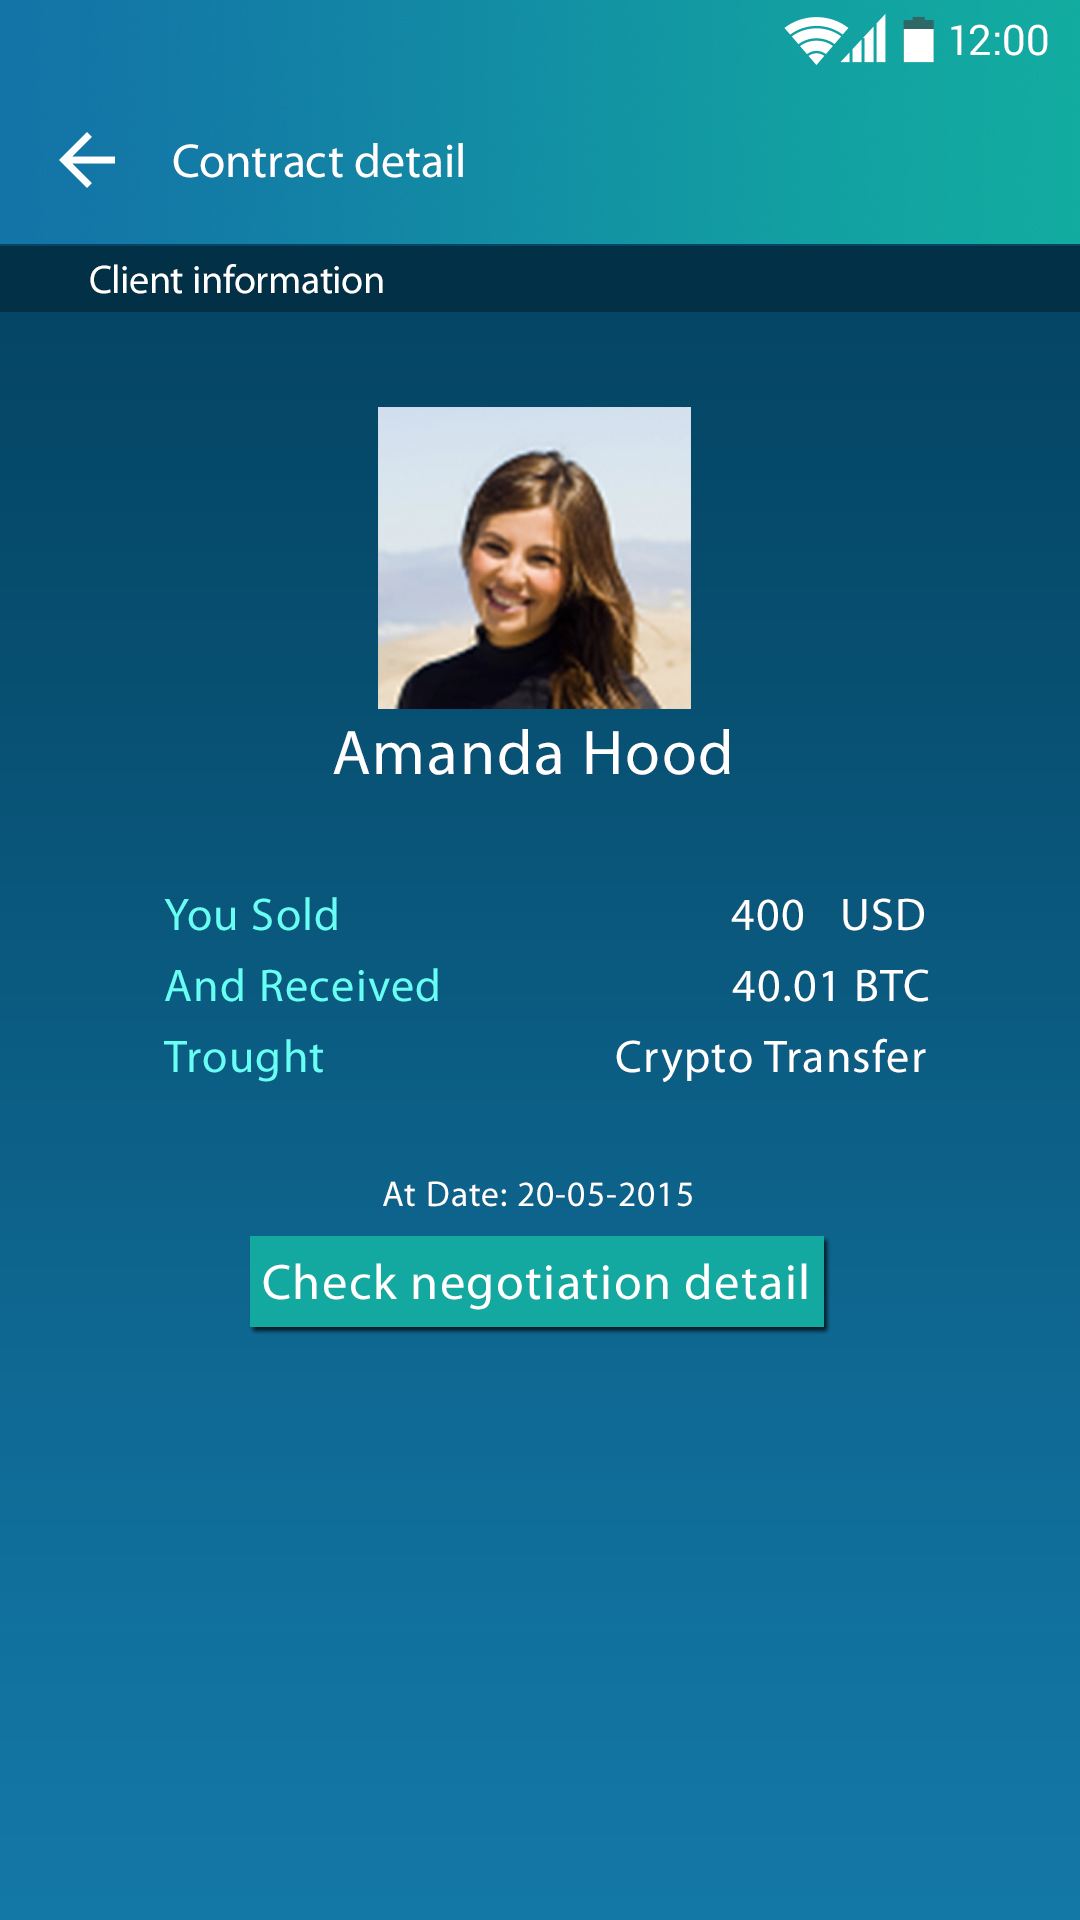 12:00
Contract detail
Client information
Amanda Hood
You Sold 400 USD
And Received 40.01 BTC
Trought Crypto Transfer
At Date: 20-05-2015
Check negotiation detail